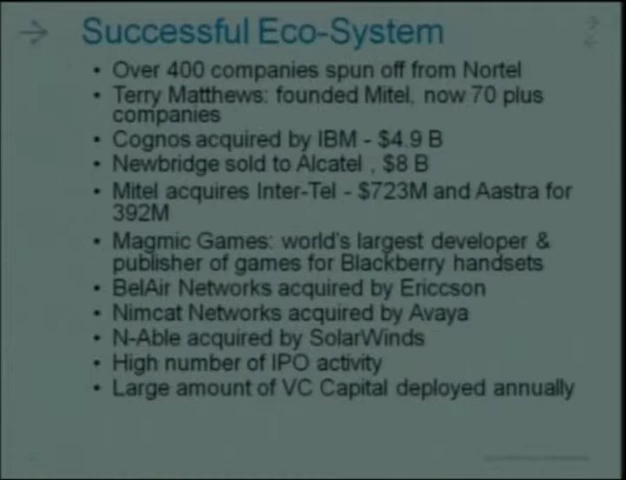 Successful Eco-System
• Over 400 companies spun off from Nortel
• Terry Matthews: founded Mitel, now 70 plus
companies
• Cognos acquired by IBM - $4.9 B
• Newbridge sold to Alcatel , $8 B
• Mitel acquires Inter-Tel - $723M and Aastra for
392M
• Magmic Games: world's largest developer &
publisher of games for Blackberry handsets
• BelAir Networks acquired by Ericcson
• Nimcat Networks acquired by Avaya
• N-Able acquired by SolarWinds
• High number of IPO activity
• Large amount of VC Capital deployed annually